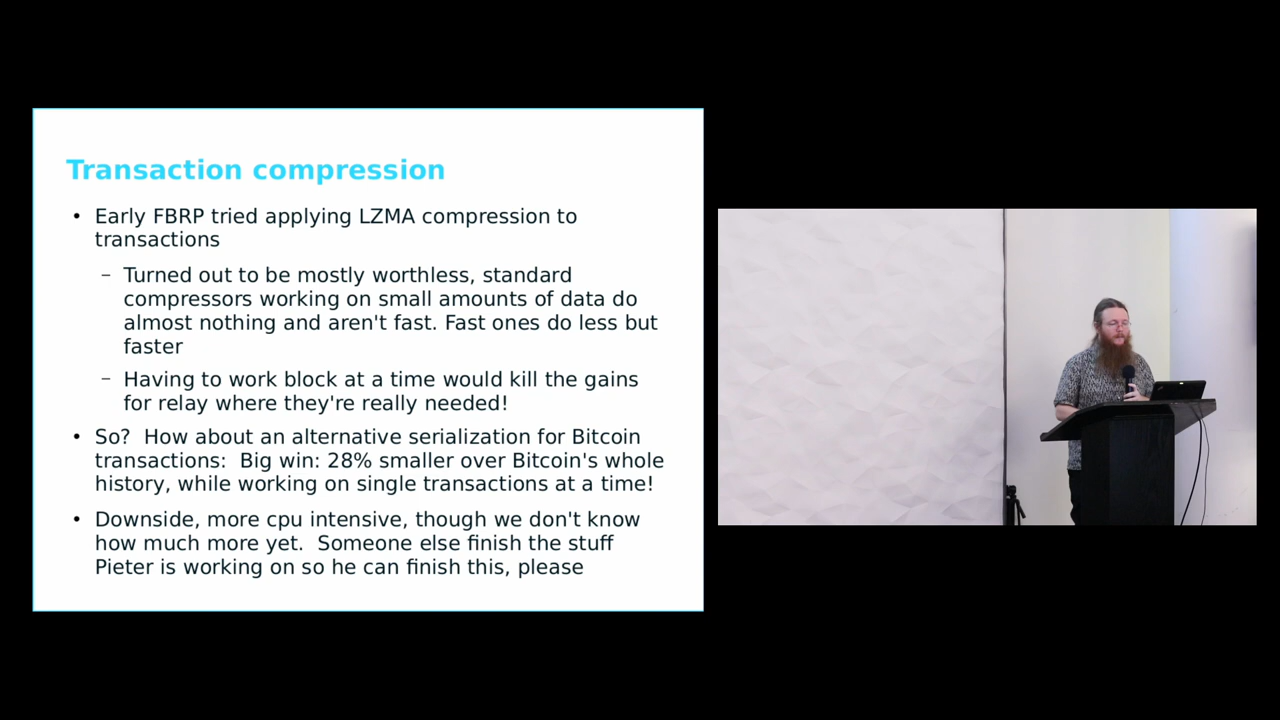 Transaction compression
• Early FBRP tried applying LZMA compression to
transactions
– Turned out to be mostly worthless, standard
compressors working on small amounts of data do
almost nothing and aren't fast. Fast ones do less but
faster
– Having to work block at a time would kill the gains
for relay where they're really needed!
• So?  How about an alternative serialization for Bitcoin
transactions:  Big win: 28% smaller over Bitcoin's whole
history, while working on single transactions at a time!
• Downside, more cpu intensive, though we don't know
how much more yet.  Someone else finish the stuff
Pieter is working on so he can finish this, please